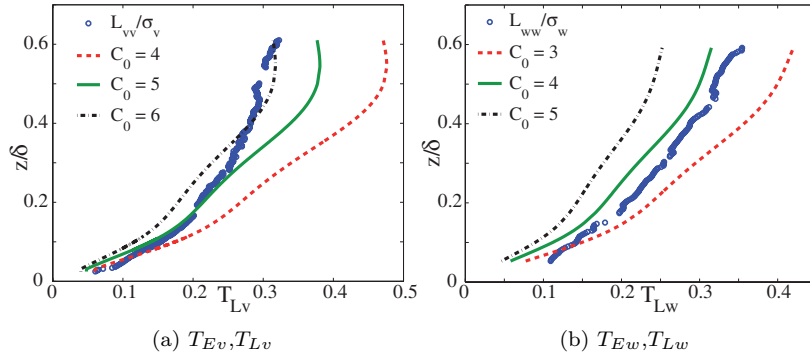 L_vv/σ_v
C_0 = 4
C_0 = 5
C_0 = 6
z/δ
0.6
0.4
0.2
0
0 0.1 0.2 0.3 0.4 0.5
T_Lv
(a) T_Ev,T_Lv
L_ww/σ_w
C_0 = 3
C_0 = 4
C_0 = 5
z/δ
0.6
0.4
0.2
0
0.1 0.2 0.3 0.4
T_Lw
(b) T_Ew,T_Lw